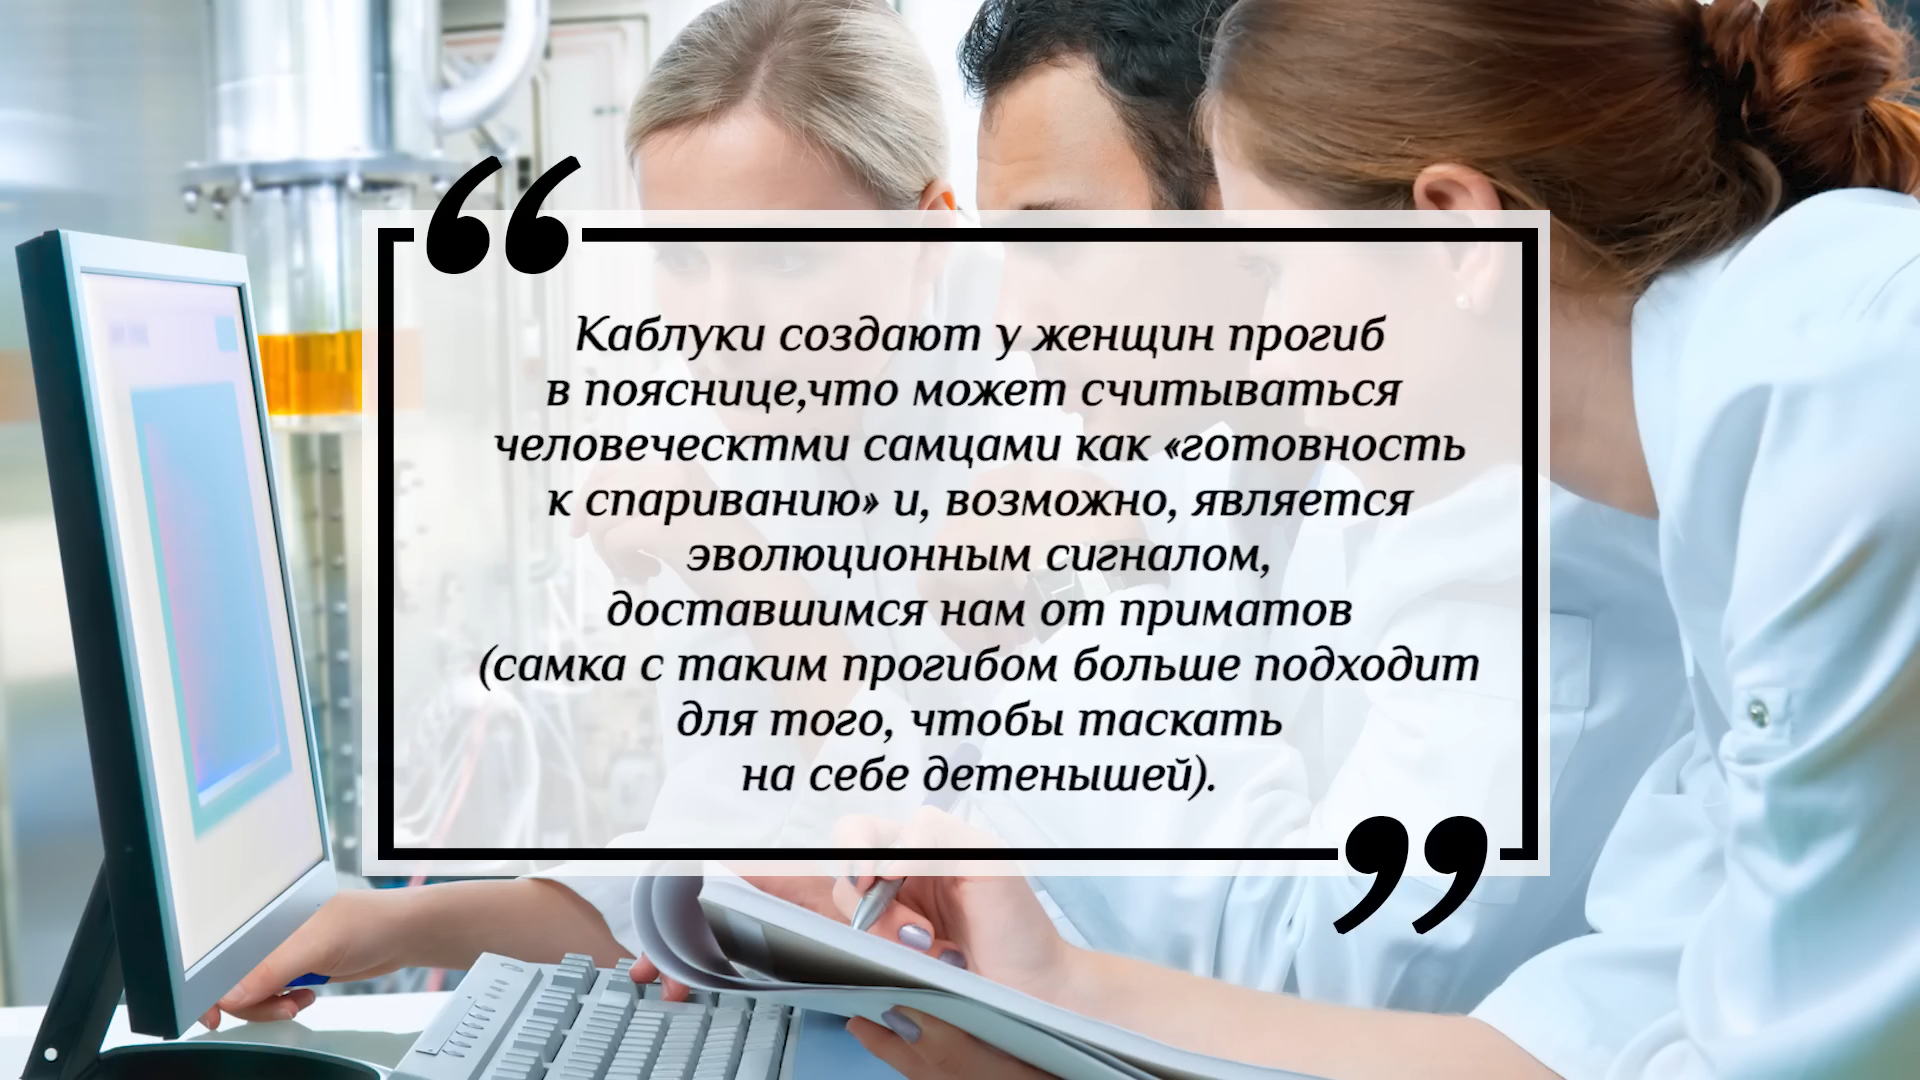 “
Каблуки создают у женщин прогиб
в пояснице,что может считываться
человеческтми самцами как «готовность
к спариванию» и, возможно, является
эволюционным сигналом,
доставшимся нам от приматов
(самка с таким прогибом больше подходит
для того, чтобы таскать
на себе детенышей).
”